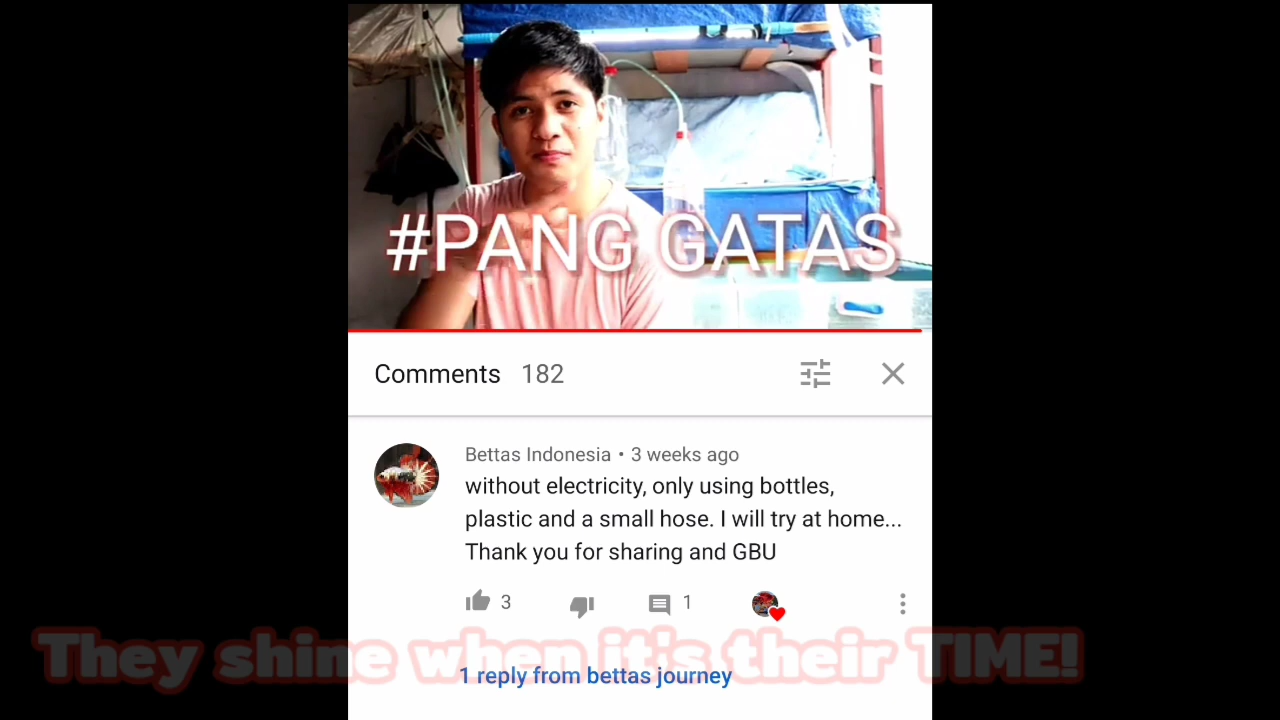 #PANG GATAS
Comments 182
Bettas Indonesia • 3 weeks ago
without electricity, only using bottles,
plastic and a small hose. I will try at home...
Thank you for sharing and GBU
3
1
They shine when it's their TIME!
1 reply from bettas journey